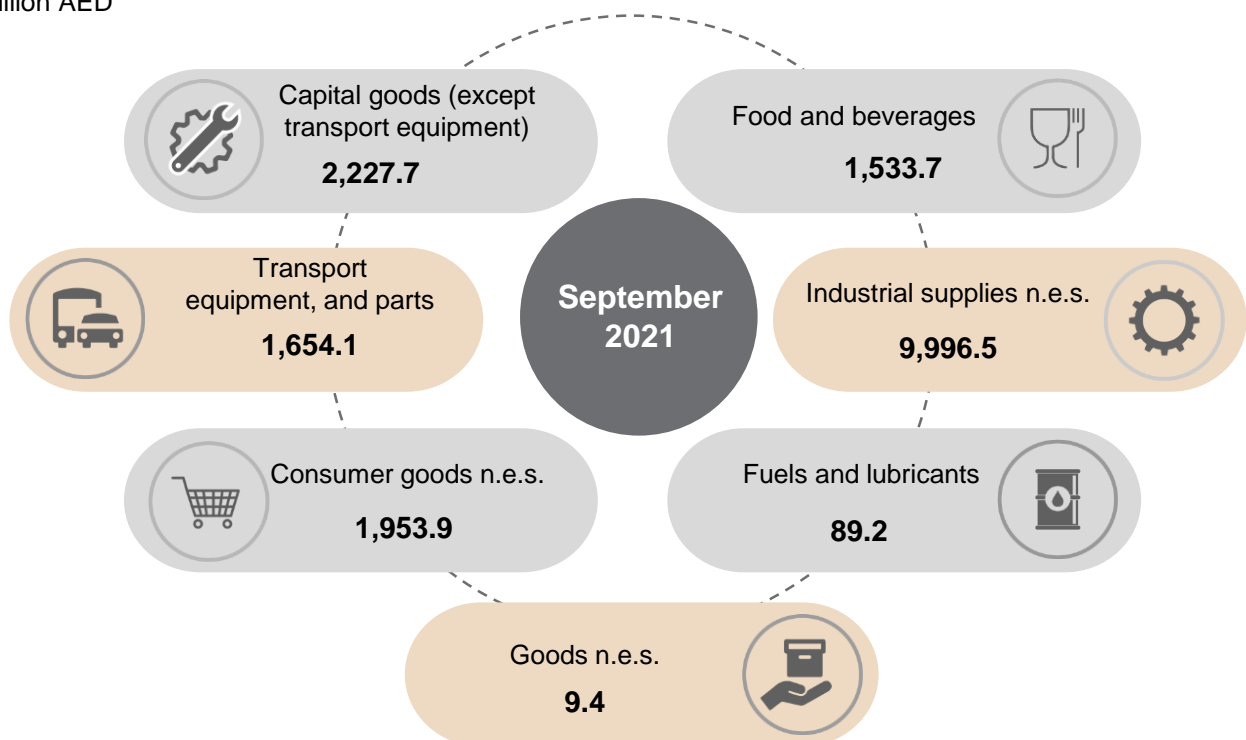 AED
Capital goods (except
transport equipment)
2,227.7
Food and beverages
1,533.7
Transport
equipment, and parts
1,654.1
September
2021
Industrial supplies n.e.s.
9,996.5
Consumer goods n.e.s.
1,953.9
Fuels and lubricants
89.2
Goods n.e.s.
9.4